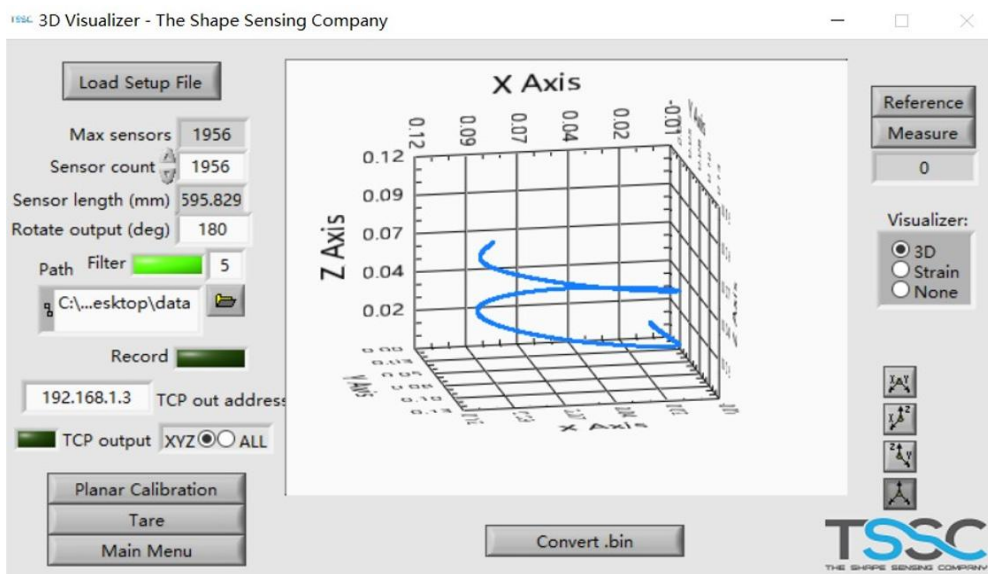 TSSC 3D Visualizer - The Shape Sensing Company
Load Setup File
Max sensors 1956
Sensor count 1956
Sensor length (mm) 595.829
Rotate output (deg) 180
Path Filter 5
C:\...esktop\data
Record
192.168.1.3 TCP out address
TCP output XYZ ALL
Planar Calibration
Tare
Main Menu
X Axis
0.12 0.09 0.07 0.04 0.02 -0.01
Z Axis
0.12
0.09
0.07
0.04
0.02
0.00
Y Axis
X Axis
Convert .bin
Reference
Measure
0
Visualizer:
3D
Strain
None
TSSC
THE SHAPE SENSING COMPANY